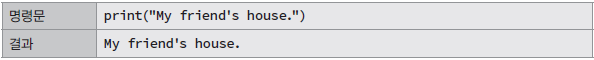 명령문 print("My friend's house.")
결과 My friend's house.